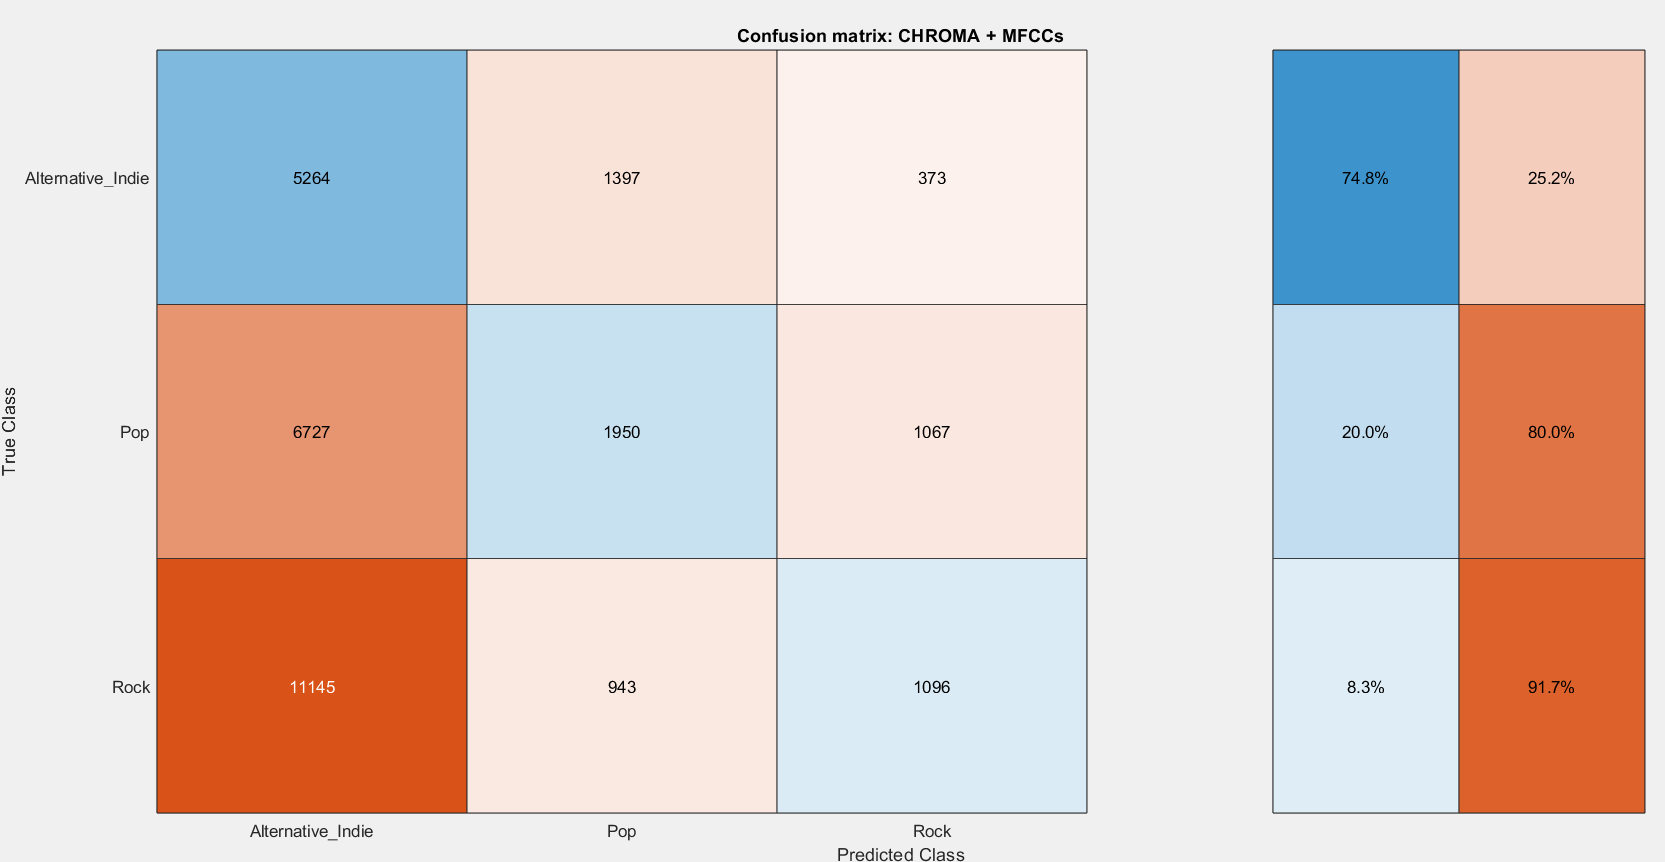 Confusion matrix: CHROMA + MFCCs
Alternative_Indie 5264 1397 373 74.8% 25.2%
Pop 6727 1950 1067 20.0% 80.0%
True Class
Rock 11145 943 1096 8.3% 91.7%
Alternative_Indie Pop Rock
Predicted Class